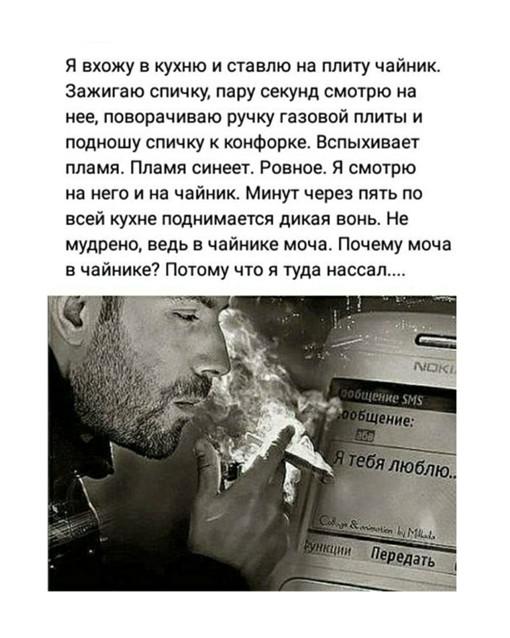 Я вхожу в кухню и ставлю на плиту чайник.
Зажигаю спичку, пару секунд смотрю на
нее, поворачиваю ручку газовой плиты и
подношу спичку к конфорке. Вспыхивает
пламя. Пламя синеет. Ровное. Я смотрю
на него и на чайник. Минут через пять по
всей кухне поднимается дикая вонь. Не
мудрено, ведь в чайнике моча. Почему моча
в чайнике? Потому что я туда нассал....
NOKI
ообщение SMS
ообщение:
абв
Я тебя люблю..
Collage & animation by Milada
ункции Передать